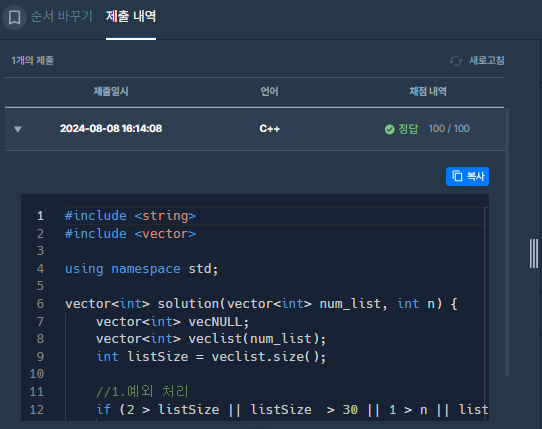 순서 바꾸기 제출 내역
1개의 제출 새로고침
제출일시 언어 채점 내역
2024-08-08 16:14:08 C++ 정답 100 / 100
복사
1 #include <string>
2 #include <vector>
3
4 using namespace std;
5
6 vector<int> solution(vector<int> num_list, int n) {
7 vector<int> vecNULL;
8 vector<int> veclist(num_list);
9 int listSize = veclist.size();
10
11 //1.예외 처리
12 if (2 > listSize || listSize > 30 || 1 > n || list